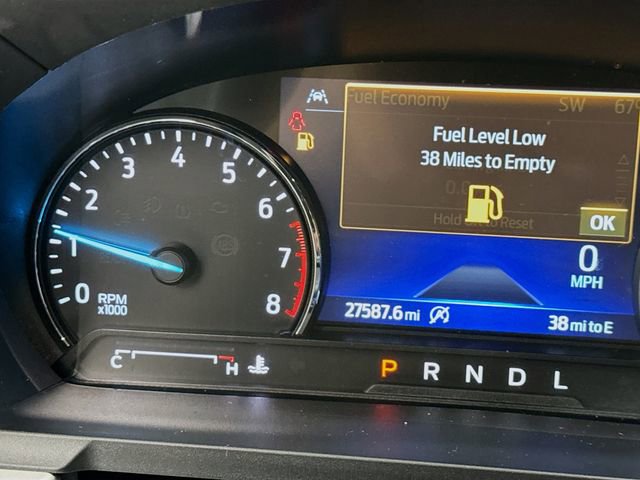 Fuel Economy SW 67°
Fuel Level Low
38 Miles to Empty
OK
0
MPH
27587.6 mi
38 mi to E
0 1 2 3 4 5 6 7 8
RPM
x1000
C H
P R N D L